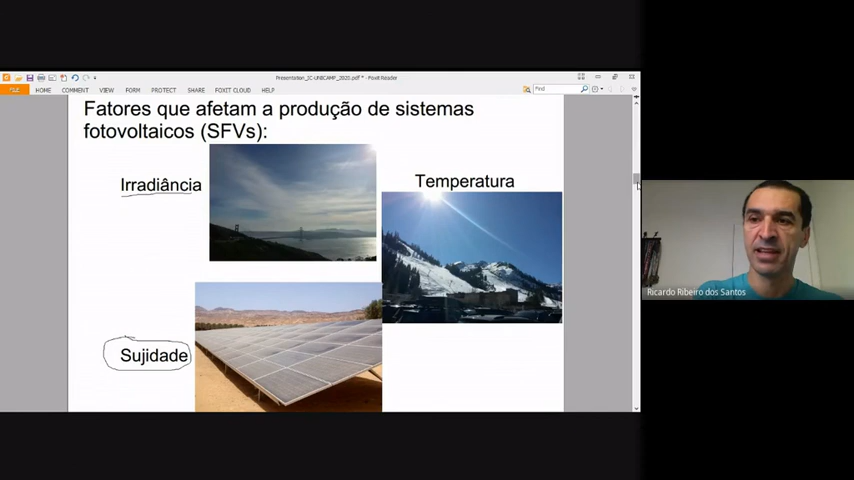 Presentation_IC-UNICAMP_2020.pdf * - Foxit Reader
FILE HOME COMMENT VIEW FORM PROTECT SHARE FOXIT CLOUD HELP
Find
Fatores que afetam a produção de sistemas
fotovoltaicos (SFVs):
Irradiância
Temperatura
Sujidade
Ricardo Ribeiro dos Santos